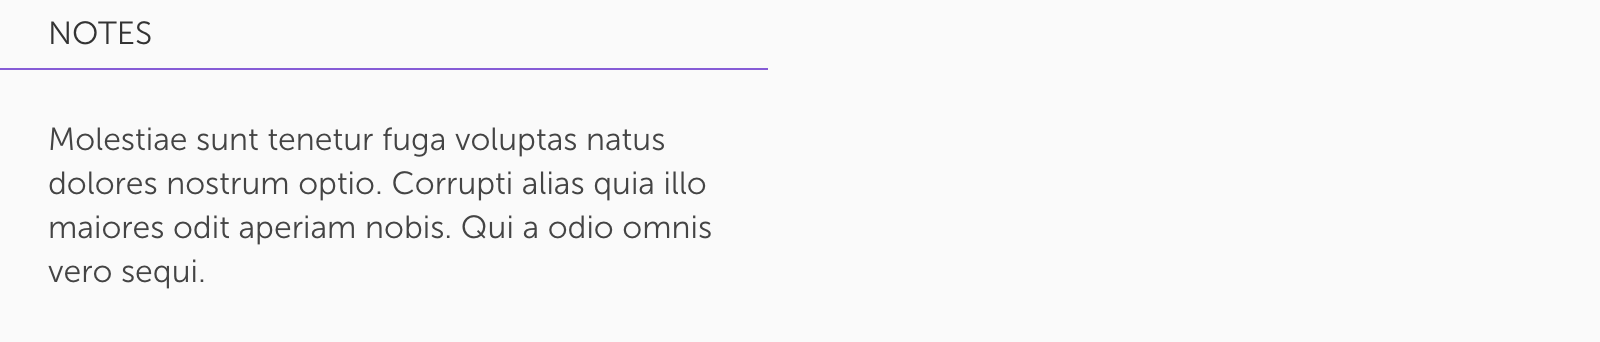 NOTES
Molestiae sunt tenetur fuga voluptas natus
dolores nostrum optio. Corrupti alias quia illo
maiores odit aperiam nobis. Qui a odio omnis
vero sequi.